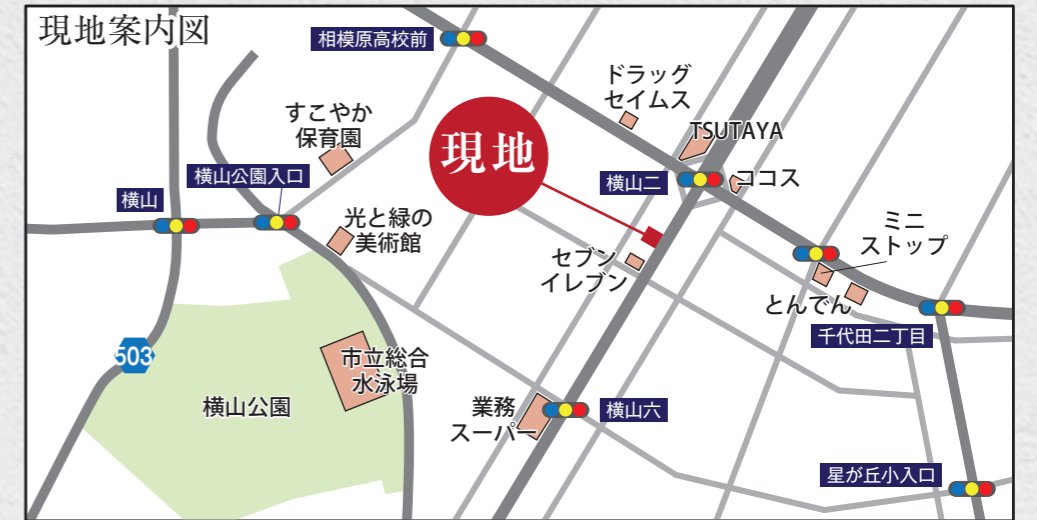 現地案内図
相模原高校前
ドラッグ
セイムス
TSUTAYA
すこやか
保育園
現地
横山公園入口
横山
横山二
ココス
光と緑の
美術館
セブン
イレブン
ミニ
ストップ
とんでん
千代田二丁目
503
市立総合
水泳場
横山公園
業務
スーパー
横山六
星が丘小入口